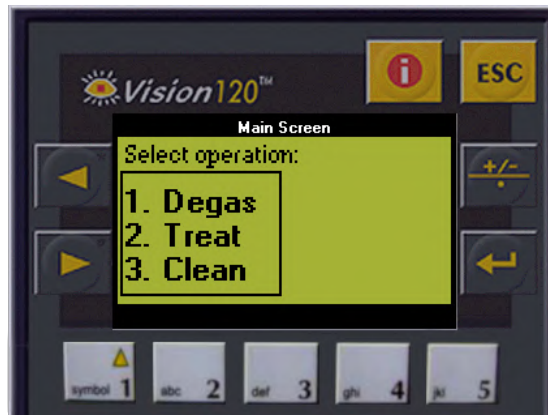 ESC
Vision120™
Main Screen
Select operation:
+/-
1. Degas
2. Treat
3. Clean
symbol 1 abc 2 def 3 ghi 4 jkl 5